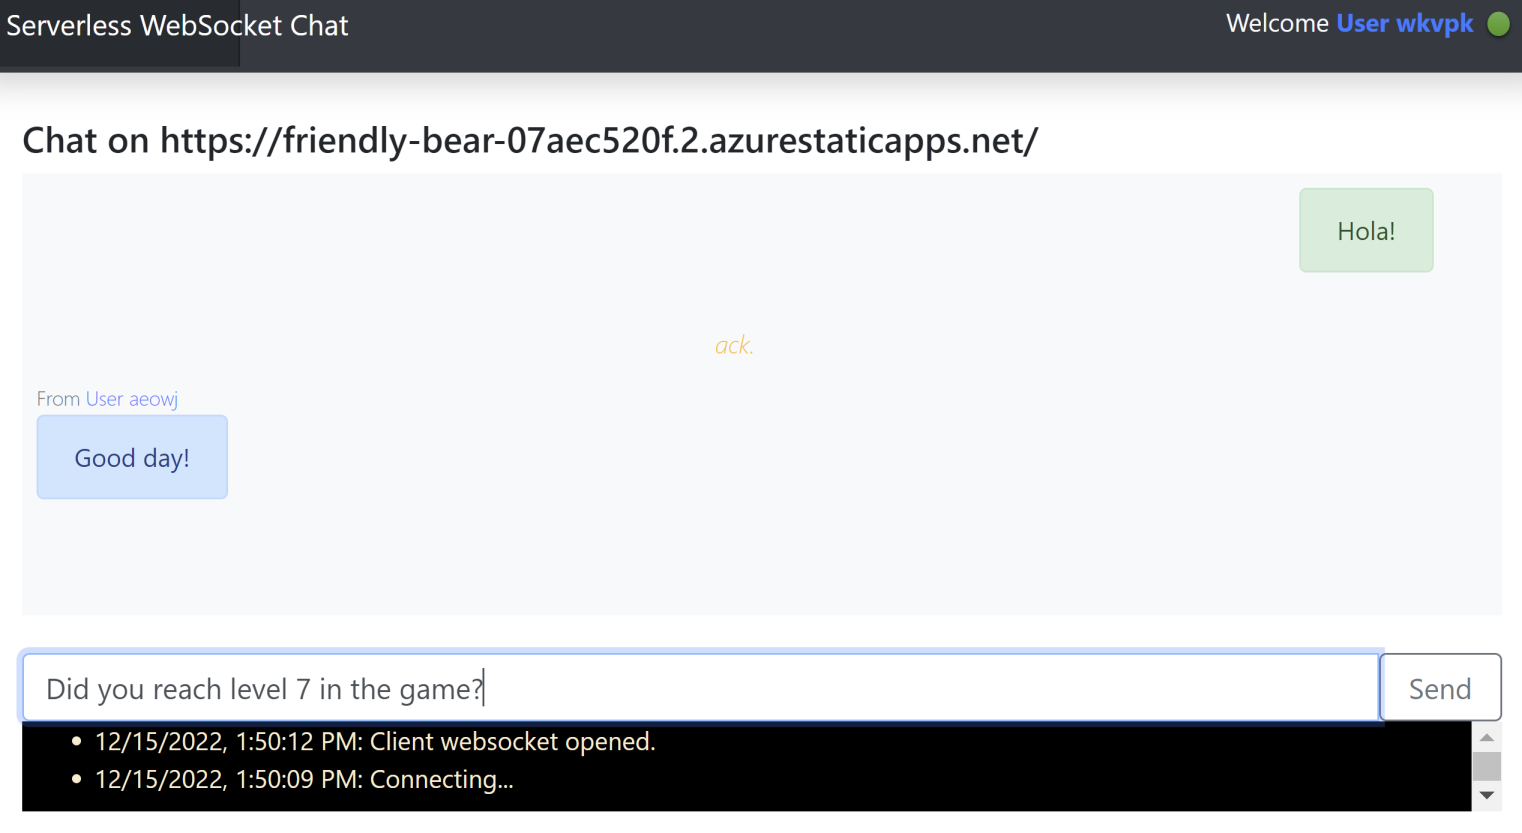 Serverless WebSocket Chat
Welcome User wkvpk
Chat on https://friendly-bear-07aec520f.2.azurestaticapps.net/
Hola!
ack.
From User aeowj
Good day!
Did you reach level 7 in the game?
Send
12/15/2022, 1:50:12 PM: Client websocket opened.
12/15/2022, 1:50:09 PM: Connecting...